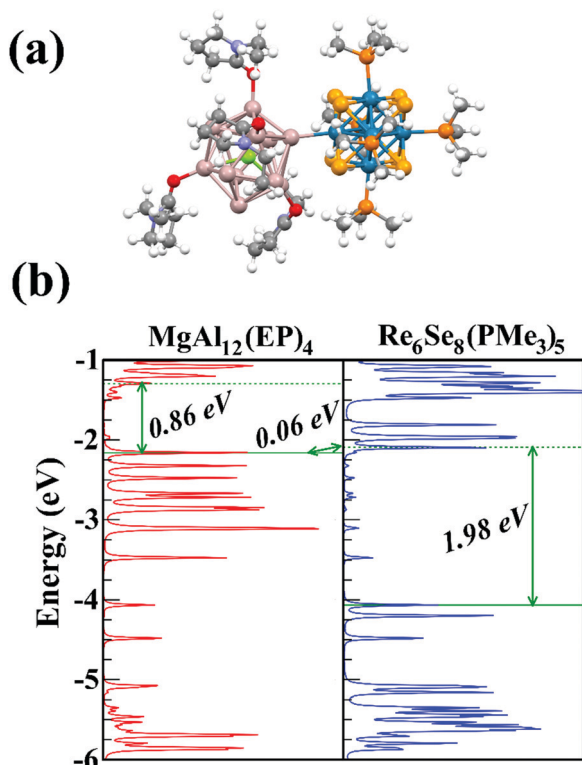 (a)
(b)
MgAl₁₂(EP)₄ Re₆Se₈(PMe₃)₅
Energy (eV)
-1
-2
-3
-4
-5
-6
0.86 eV
0.06 eV
1.98 eV